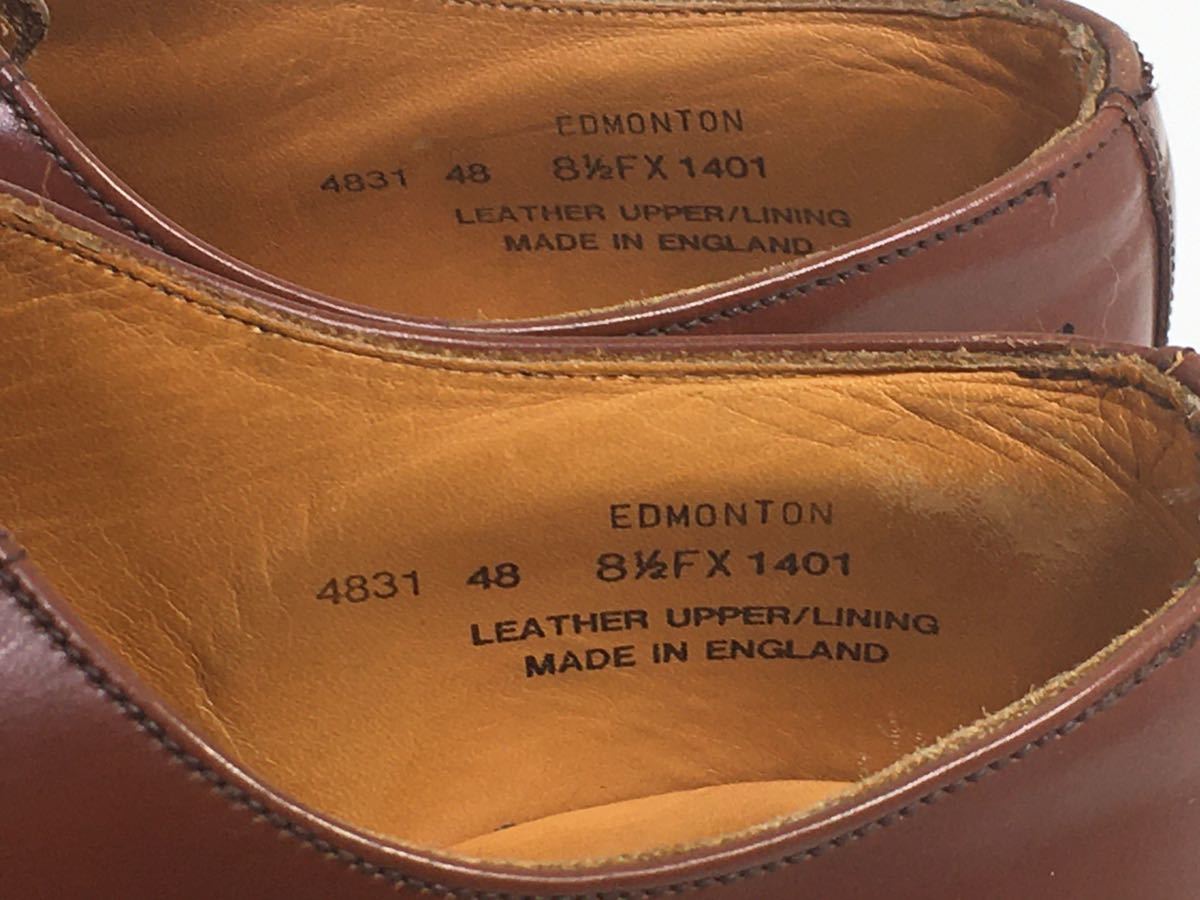 EDMONTON
4831 48 8½FX 1401
LEATHER UPPER/LINING
MADE IN ENGLAND
EDMONTON
4831 48 8½FX 1401
LEATHER UPPER/LINING
MADE IN ENGLAND